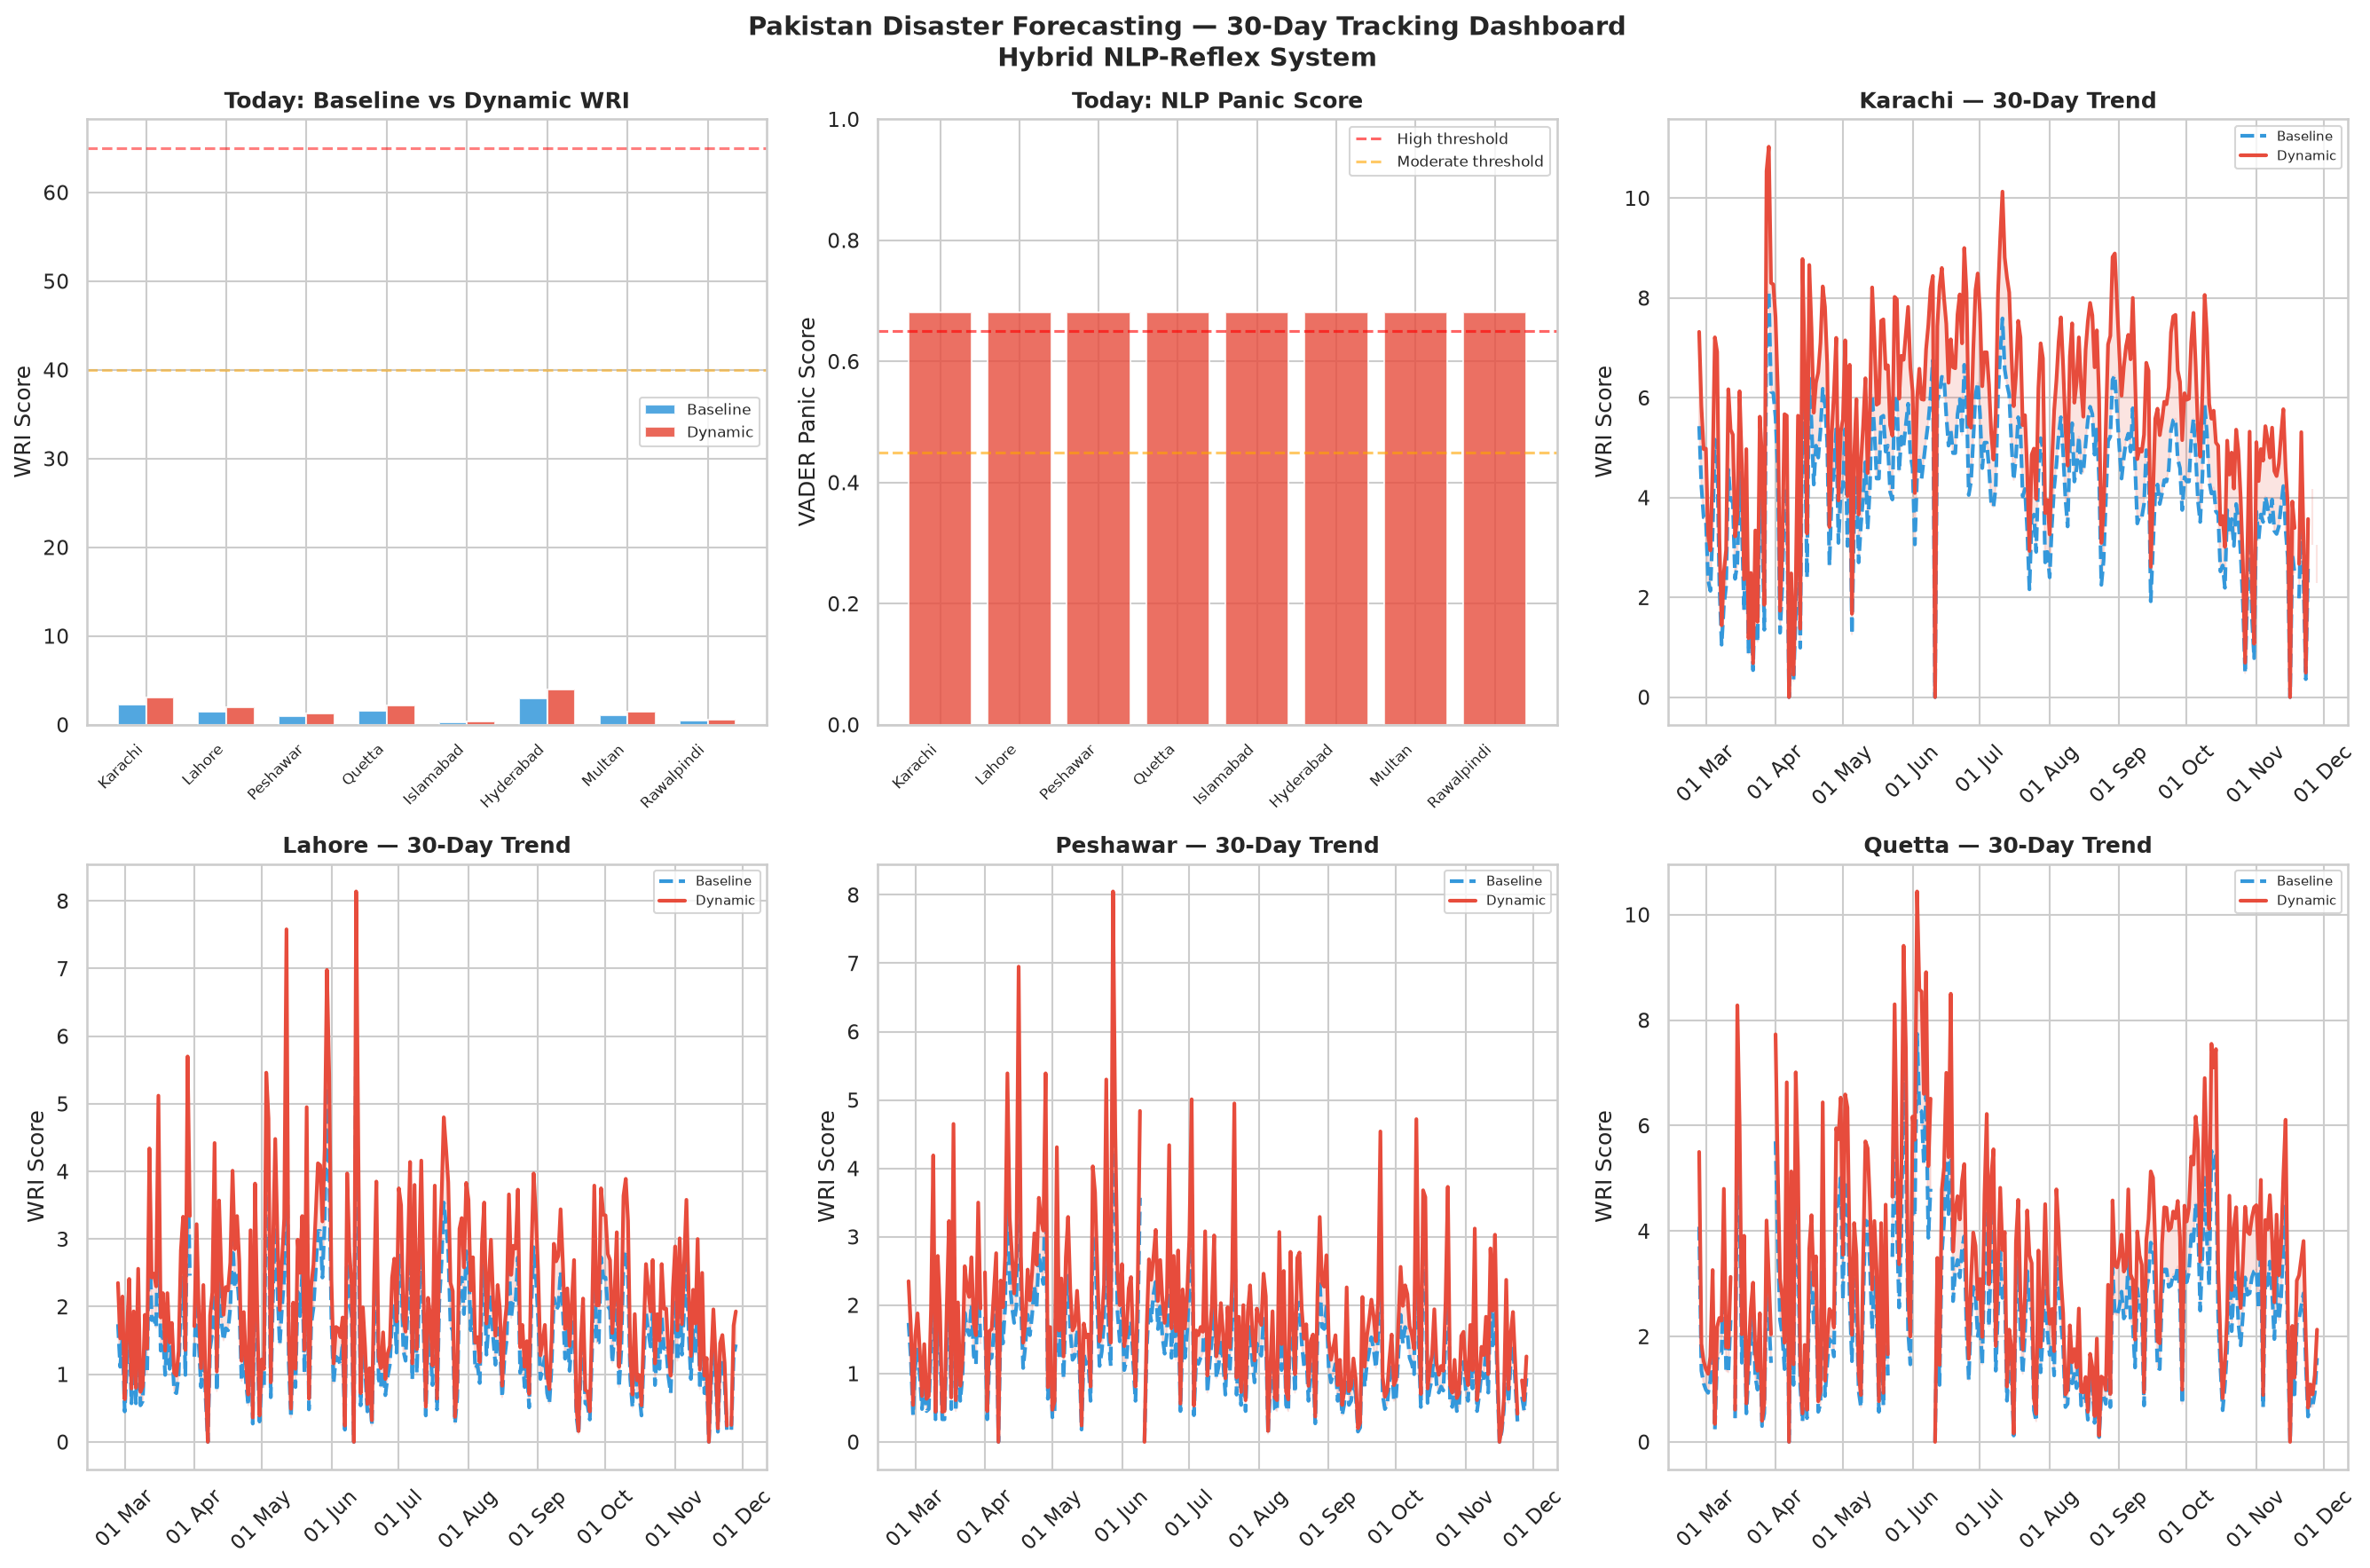 Pakistan Disaster Forecasting — 30-Day Tracking Dashboard
Hybrid NLP-Reflex System
Today: Baseline vs Dynamic WRI
WRI Score
60
50
40
30
20
10
0
Baseline
Dynamic
Karachi
Lahore
Peshawar
Quetta
Islamabad
Hyderabad
Multan
Rawalpindi
Today: NLP Panic Score
VADER Panic Score
1.0
0.8
0.6
0.4
0.2
0.0
High threshold
Moderate threshold
Karachi
Lahore
Peshawar
Quetta
Islamabad
Hyderabad
Multan
Rawalpindi
Karachi — 30-Day Trend
WRI Score
10
8
6
4
2
0
Baseline
Dynamic
01 Mar
01 Apr
01 May
01 Jun
01 Jul
01 Aug
01 Sep
01 Oct
01 Nov
01 Dec
Lahore — 30-Day Trend
WRI Score
8
7
6
5
4
3
2
1
0
Baseline
Dynamic
01 Mar
01 Apr
01 May
01 Jun
01 Jul
01 Aug
01 Sep
01 Oct
01 Nov
01 Dec
Peshawar — 30-Day Trend
WRI Score
8
7
6
5
4
3
2
1
0
Baseline
Dynamic
01 Mar
01 Apr
01 May
01 Jun
01 Jul
01 Aug
01 Sep
01 Oct
01 Nov
01 Dec
Quetta — 30-Day Trend
WRI Score
10
8
6
4
2
0
Baseline
Dynamic
01 Mar
01 Apr
01 May
01 Jun
01 Jul
01 Aug
01 Sep
01 Oct
01 Nov
01 Dec